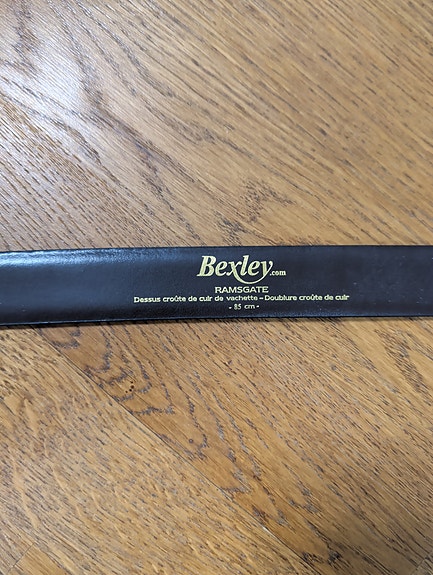 Bexley.com
RAMSGATE
Dessus croûte de cuir de vachette - Doublure croûte de cuir
- 85 cm -